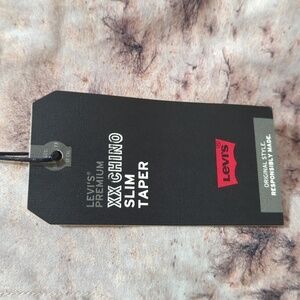 LEVI'S®
PREMIUM
XX CHINO
SLIM
TAPER
Levi's
ORIGINAL STYLE.
RESPONSIBLY MADE.